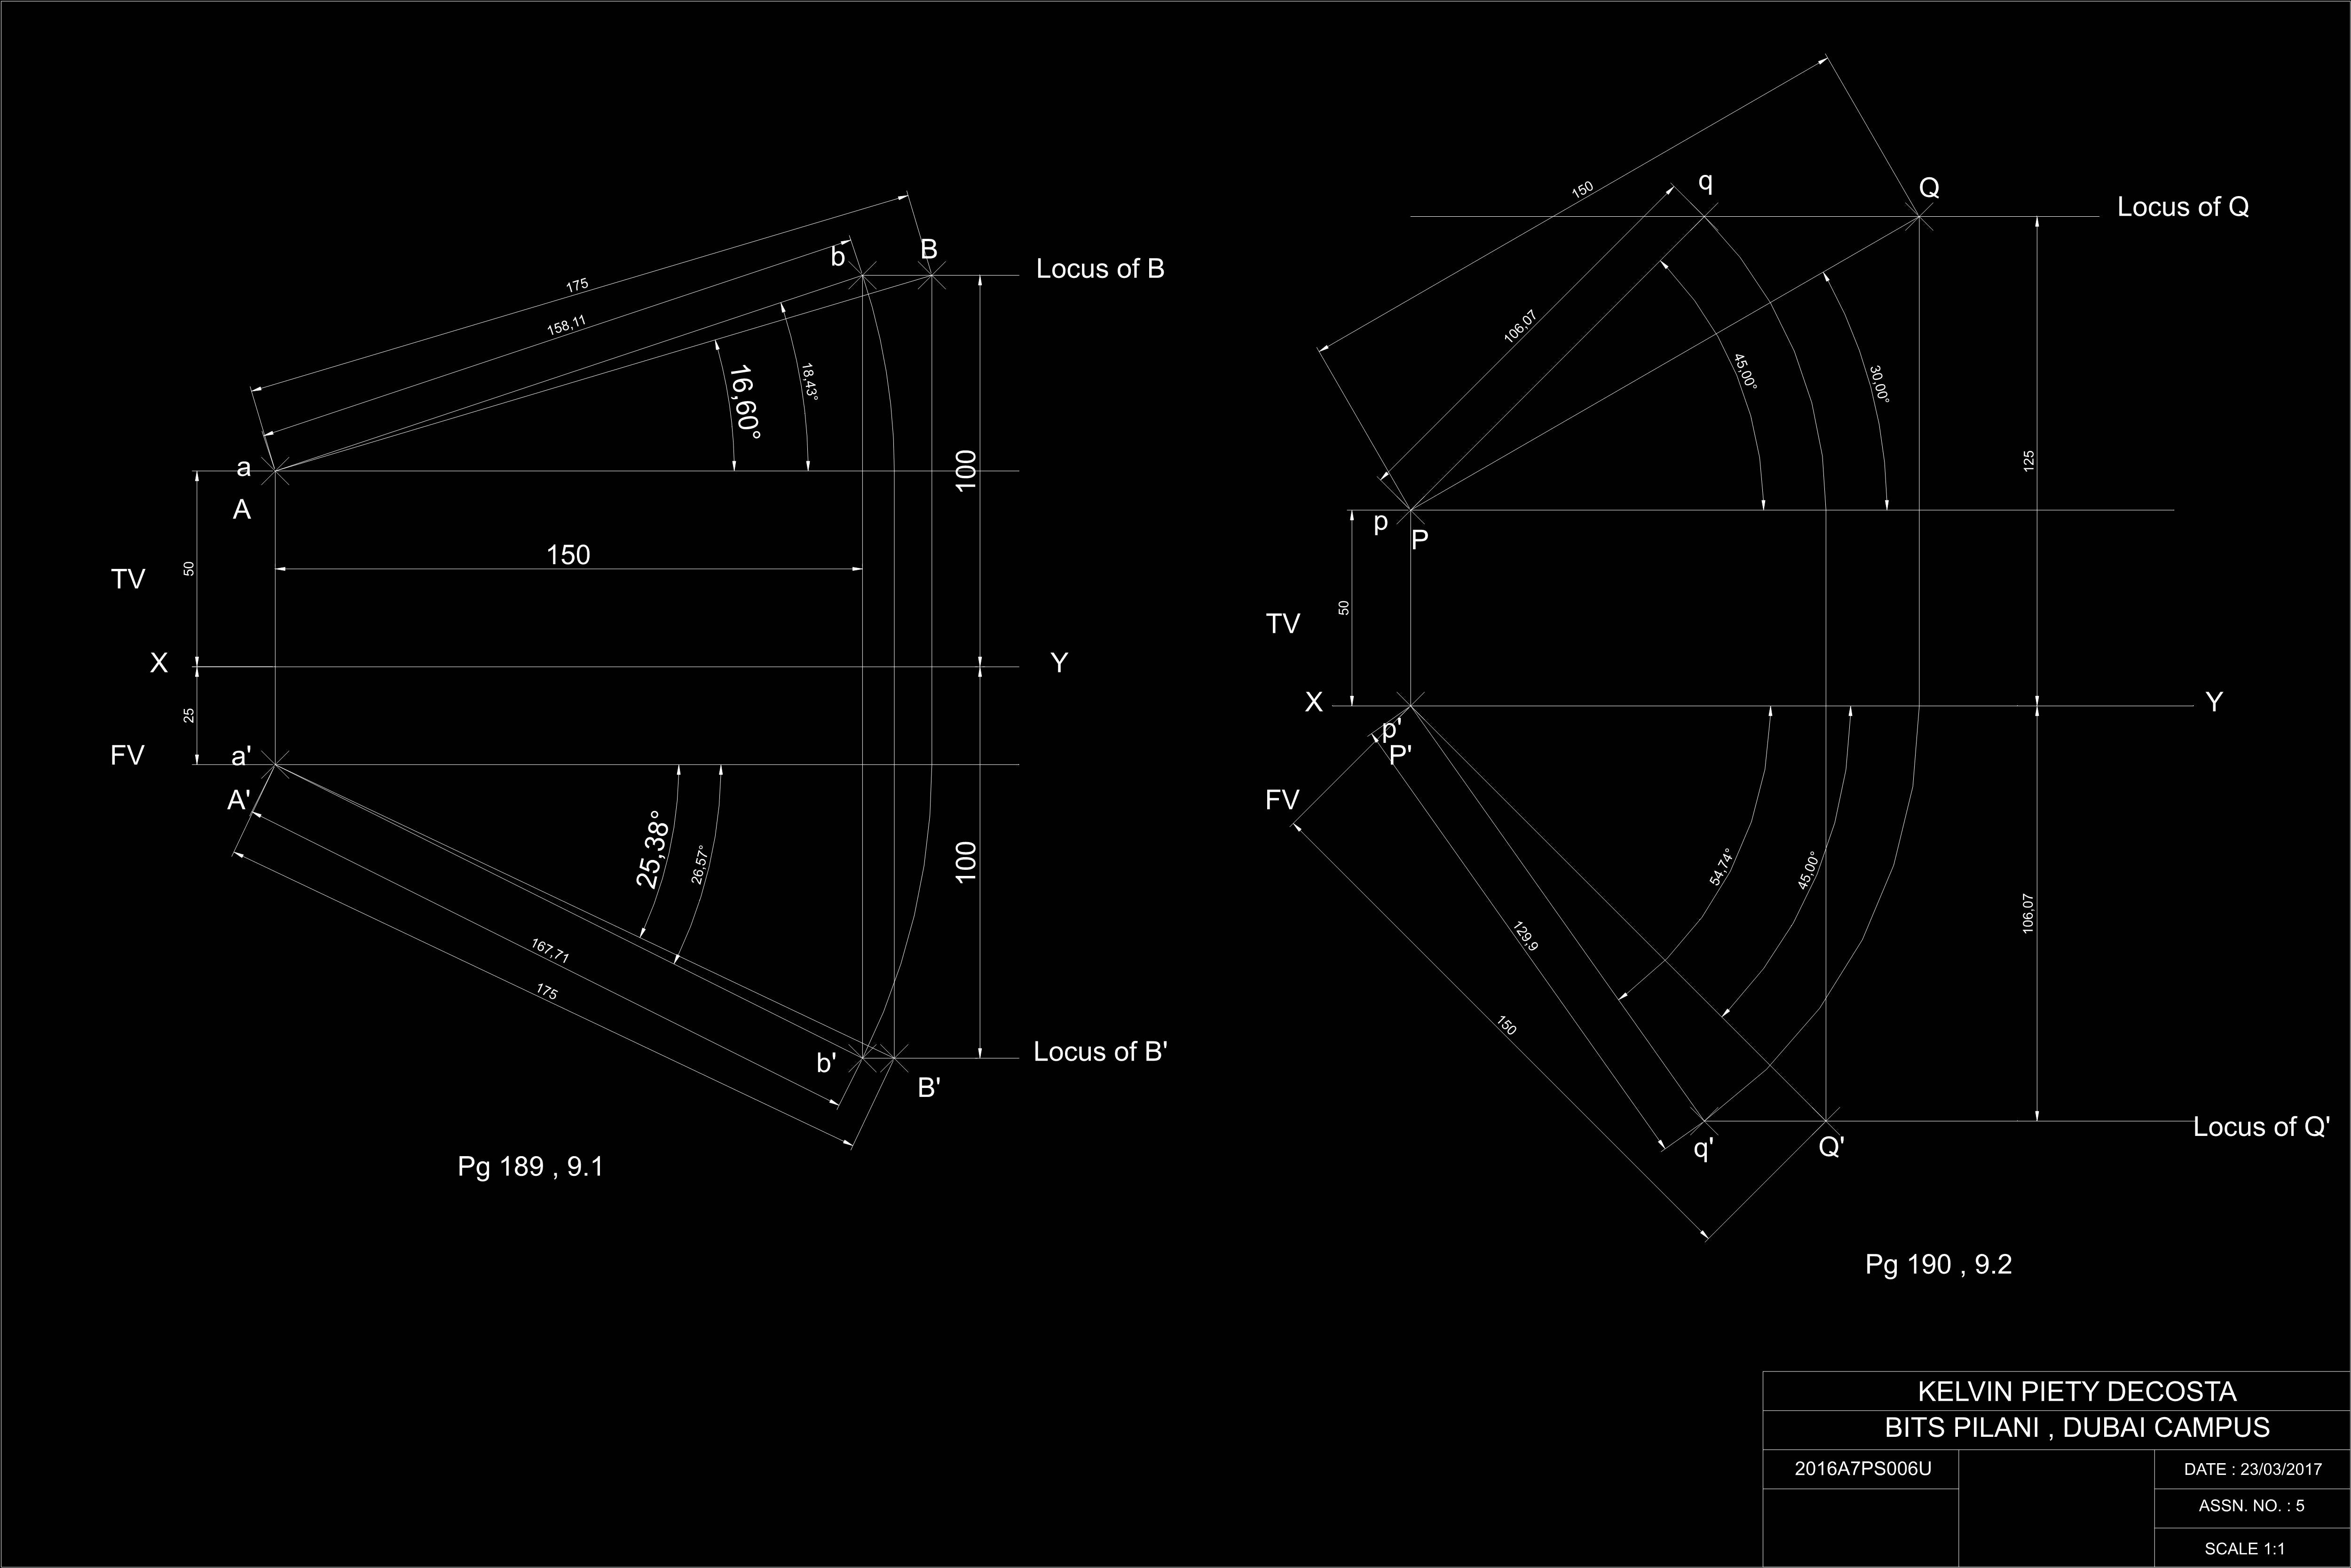 b
B
Locus of B
175
158,11
16,60°
18,43°
a
A
100
150
TV
50
X
Y
25
FV
a'
A'
25,38°
26,57°
100
167,71
175
b'
B'
Locus of B'
Pg 189 , 9.1
150
q
Q
Locus of Q
106,07
45,00°
30,00°
125
p
P
50
TV
X
Y
p'
P'
FV
54,74°
45,00°
106,07
129,9
150
q'
Q'
Locus of Q'
Pg 190 , 9.2
KELVIN PIETY DECOSTA
BITS PILANI , DUBAI CAMPUS
2016A7PS006U
DATE : 23/03/2017
ASSN. NO. : 5
SCALE 1:1